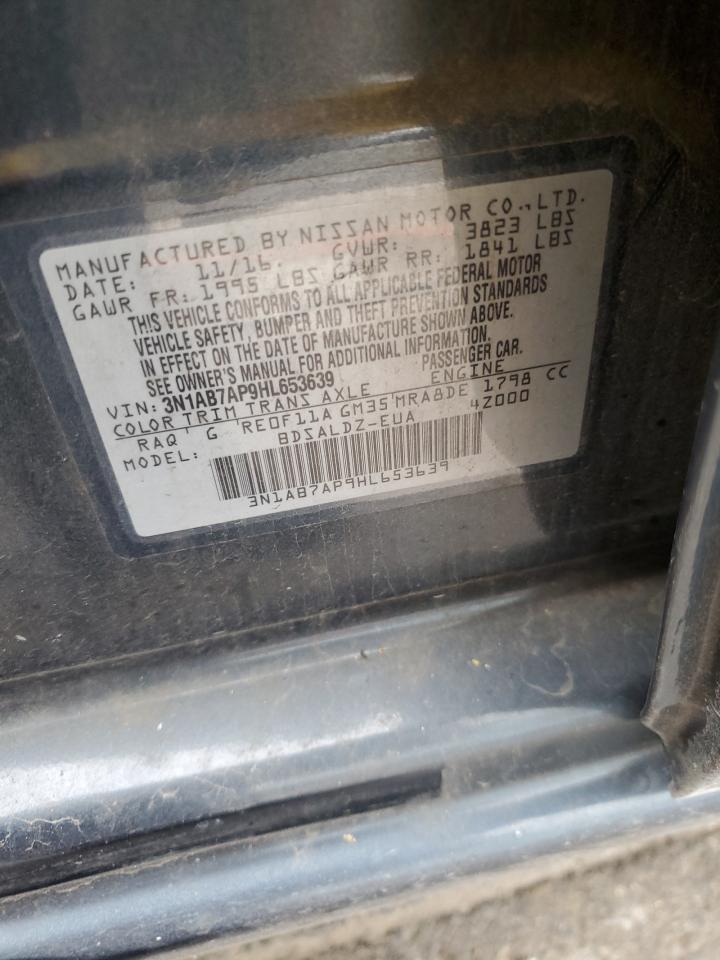 MANUFACTURED BY NISSAN MOTOR CO., LTD.
DATE: 11/16 GVWR: 3823 LBS
GAWR FR: 1995 LBS GAWR RR: 1841 LBS
THIS VEHICLE CONFORMS TO ALL APPLICABLE FEDERAL MOTOR
VEHICLE SAFETY, BUMPER AND THEFT PREVENTION STANDARDS
IN EFFECT ON THE DATE OF MANUFACTURE SHOWN ABOVE.
SEE OWNER'S MANUAL FOR ADDITIONAL INFORMATION.
VIN: 3N1AB7AP9HL653639 PASSENGER CAR.
COLOR TRIM TRANS AXLE ENGINE
RAQ G RE0F11A GM35 MRA8DE 1798 CC
MODEL: BDSALDZ-EUA 4Z000
3N1AB7AP9HL653639